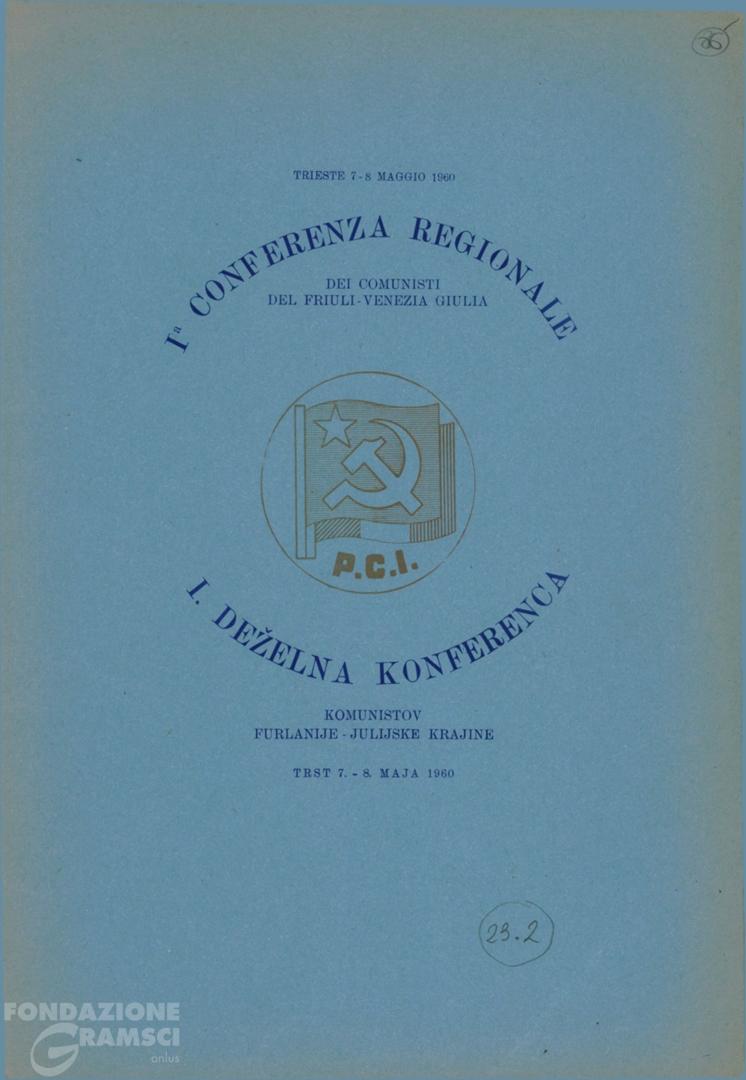 26
TRIESTE 7-8 MAGGIO 1960
Iª CONFERENZA REGIONALE
DEI COMUNISTI
DEL FRIULI-VENEZIA GIULIA
P.C.I.
I. DEŽELNA KONFERENCA
KOMUNISTOV
FURLANIJE - JULIJSKE KRAJINE
TRST 7. - 8. MAJA 1960
23.2
FONDAZIONE
GRAMSCI
onlus